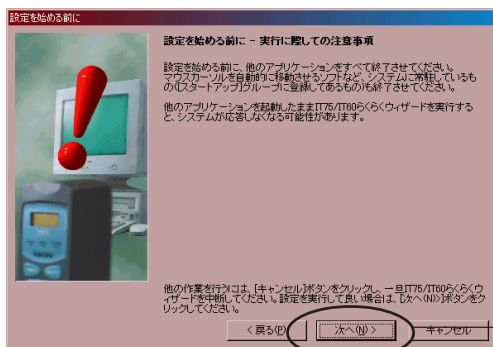 設定を始める前に
設定を始める前に - 実行に際しての注意事項
設定を始める前に、他のアプリケーションをすべて終了させてください。
マウスカーソルを自動的に移動させるソフトなど、システムに常駐しているも
の([スタートアップ]グループに登録してあるもの)も終了させてください。
他のアプリケーションを起動したままIT75/IT60らくらくウィザードを実行する
と、システムが応答しなくなる可能性があります。
他の作業を行うには、[キャンセル]ボタンをクリックし、一旦IT75/IT60らくらくウ
ィザードを中断してください。設定を実行して良い場合は、[次へ(N)>]ボタンをク
リックしてください。
< 戻る(P)
次へ(N) >
キャンセル